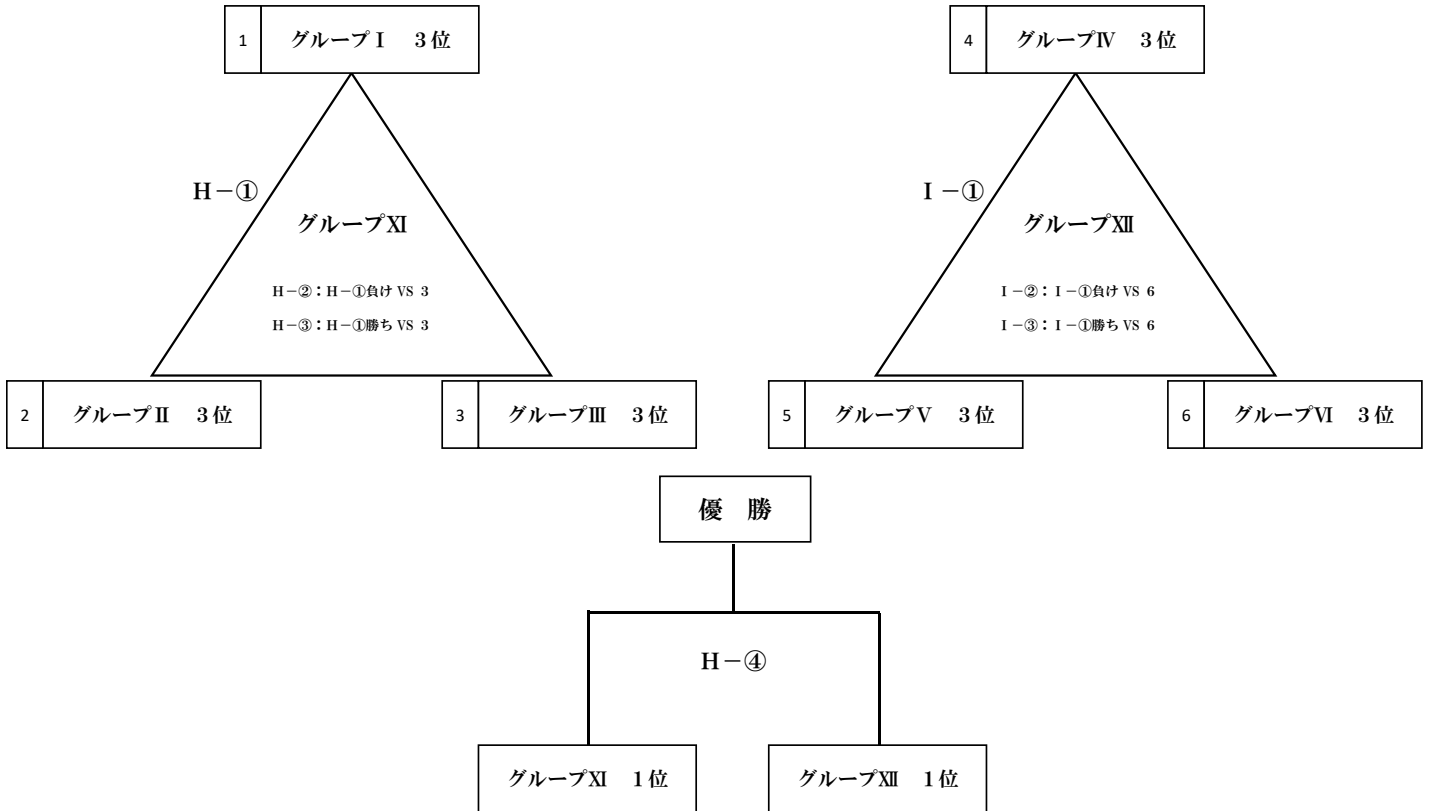 1 グループⅠ　３位
4 グループⅣ　３位
Ｈ－①
Ｉ－①
グループⅪ
グループⅫ
Ｈ－②：Ｈ－①負け VS 3
Ｈ－③：Ｈ－①勝ち VS 3
Ｉ－②：Ｉ－①負け VS 6
Ｉ－③：Ｉ－①勝ち VS 6
2 グループⅡ　３位
3 グループⅢ　３位
5 グループⅤ　３位
6 グループⅥ　３位
優　勝
Ｈ－④
グループⅪ　１位
グループⅫ　１位